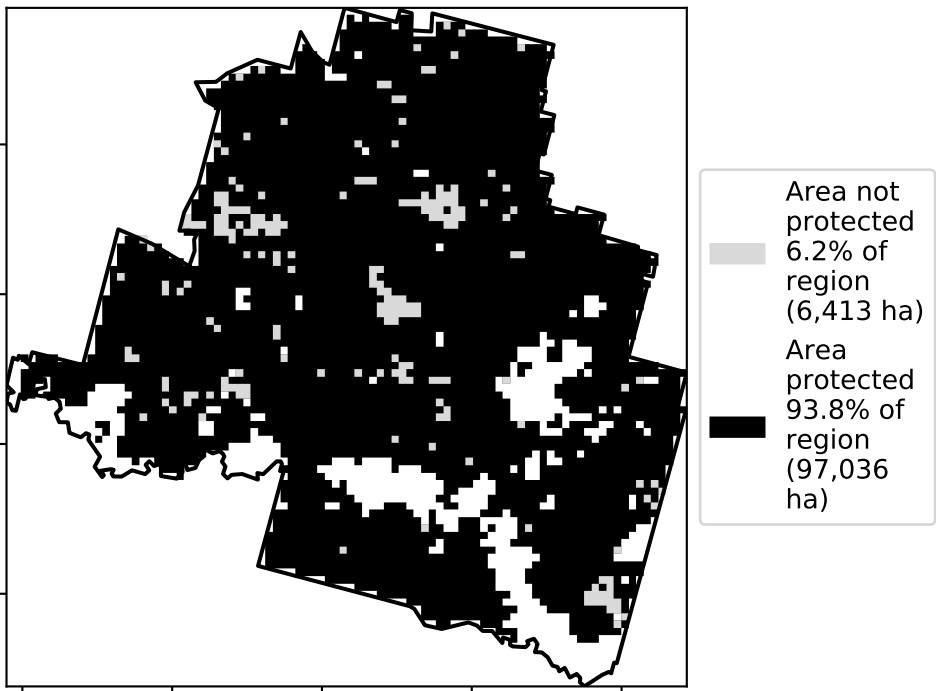 Area not
protected
6.2% of
region
(6,413 ha)
Area
protected
93.8% of
region
(97,036
ha)